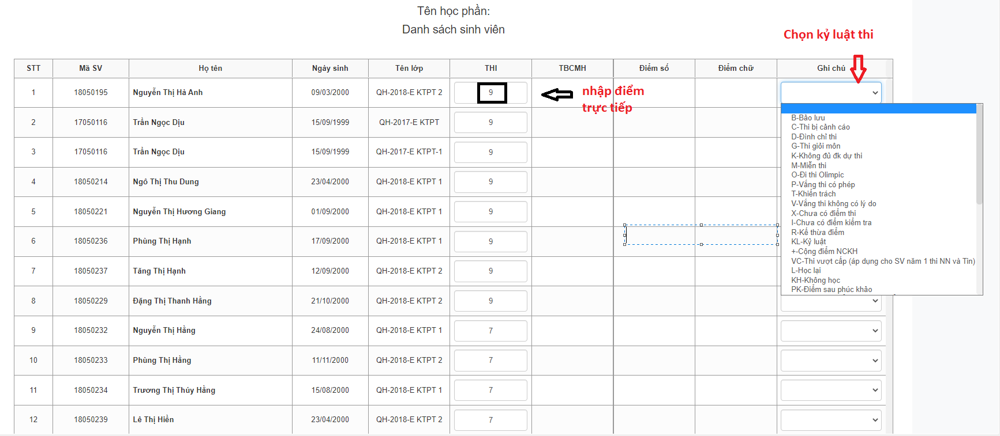 Tên học phần:
Danh sách sinh viên
Chọn kỷ luật thi
STT Mã SV Họ tên Ngày sinh Tên lớp THI TBCMH Điểm số Điểm chữ Ghi chú
1 18050195 Nguyễn Thị Hà Anh 09/03/2000 QH-2018-E KTPT 2 9
nhập điểm
trực tiếp
2 17050116 Trần Ngọc Dịu 15/09/1999 QH-2017-E KTPT 9
3 17050116 Trần Ngọc Dịu 15/09/1999 QH-2017-E KTPT-1 9
4 18050214 Ngô Thị Thu Dung 23/04/2000 QH-2018-E KTPT 1 9
5 18050221 Nguyễn Thị Hương Giang 01/09/2000 QH-2018-E KTPT 1 9
6 18050236 Phùng Thị Hạnh 17/09/2000 QH-2018-E KTPT 1 9
7 18050237 Tăng Thị Hạnh 12/09/2000 QH-2018-E KTPT 2 9
8 18050229 Đặng Thị Thanh Hằng 21/10/2000 QH-2018-E KTPT 2 9
9 18050232 Nguyễn Thị Hằng 24/08/2000 QH-2018-E KTPT 1 7
10 18050233 Phùng Thị Hằng 11/11/2000 QH-2018-E KTPT 2 7
11 18050234 Trương Thị Thúy Hằng 15/08/2000 QH-2018-E KTPT 1 7
12 18050239 Lê Thị Hiền 23/04/2000 QH-2018-E KTPT 2 7
B-Bảo lưu
C-Thi bị cảnh cáo
D-Đình chỉ thi
G-Thi giỏi môn
K-Không đủ đk dự thi
M-Miễn thi
O-Đi thi Olimpic
P-Vắng thi có phép
T-Khiển trách
V-Vắng thi không có lý do
X-Chưa có điểm thi
I-Chưa có điểm kiểm tra
R-Kế thừa điểm
KL-Kỷ luật
+-Cộng điểm NCKH
VC-Thi vượt cấp (áp dụng cho SV năm 1 thi NN và Tin)
L-Học lại
KH-Không học
PK-Điểm sau phúc khảo